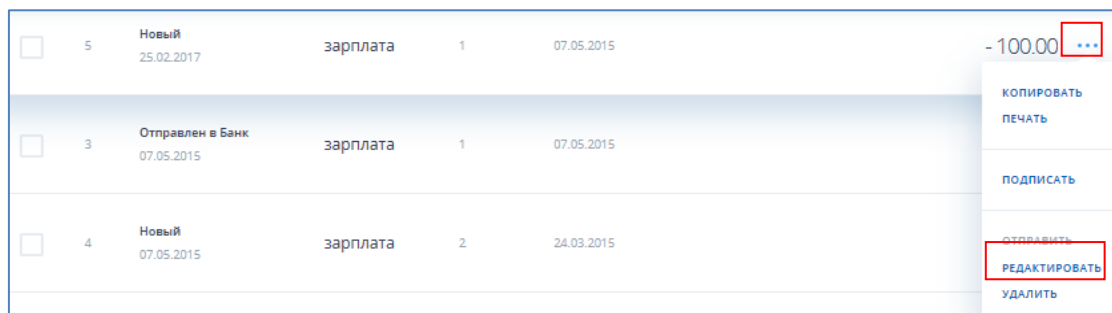 5 Новый зарплата 1 07.05.2015 - 100.00 •••
25.02.2017
КОПИРОВАТЬ
ПЕЧАТЬ
3 Отправлен в Банк зарплата 1 07.05.2015
07.05.2015
ПОДПИСАТЬ
4 Новый зарплата 2 24.03.2015
07.05.2015
ОТПРАВИТЬ
РЕДАКТИРОВАТЬ
УДАЛИТЬ